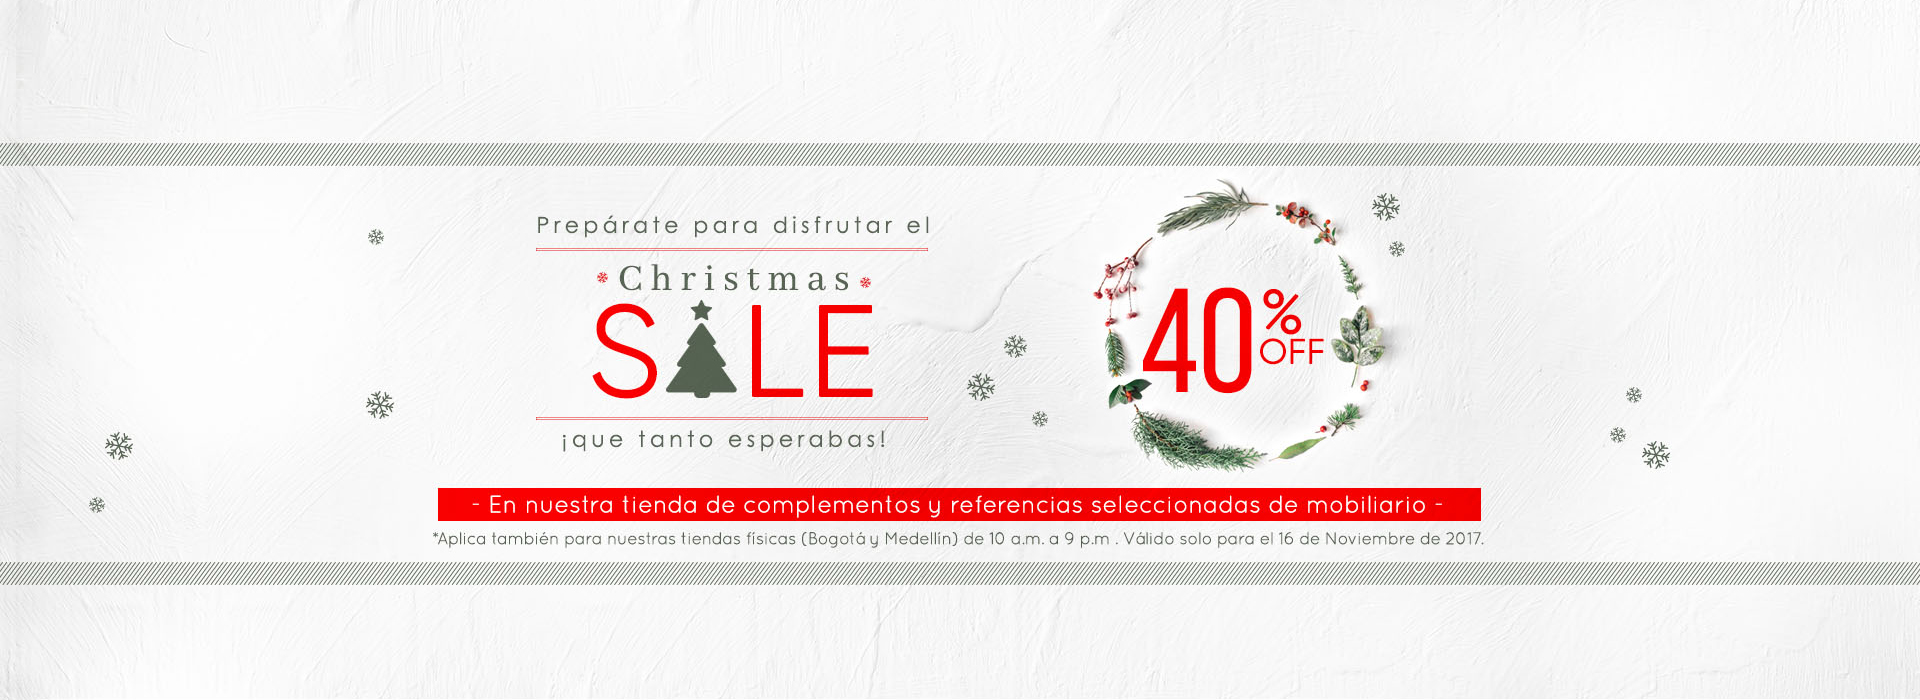 Prepárate para disfrutar el
Christmas
SALE
¡que tanto esperabas!
40%
OFF
- En nuestra tienda de complementos y referencias seleccionadas de mobiliario -
*Aplica también para nuestras tiendas físicas (Bogotá y Medellín) de 10 a.m. a 9 p.m . Válido solo para el 16 de Noviembre de 2017.